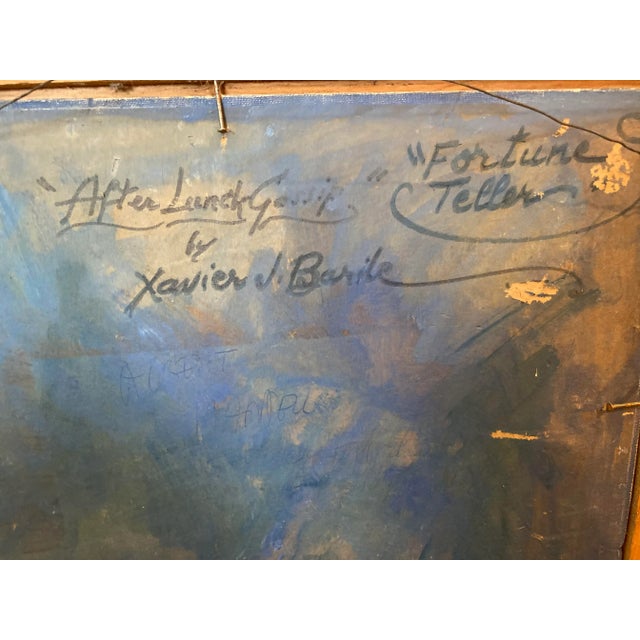 "After Lunch Gossip."
by
Xavier J. Barile
"Fortune
Teller